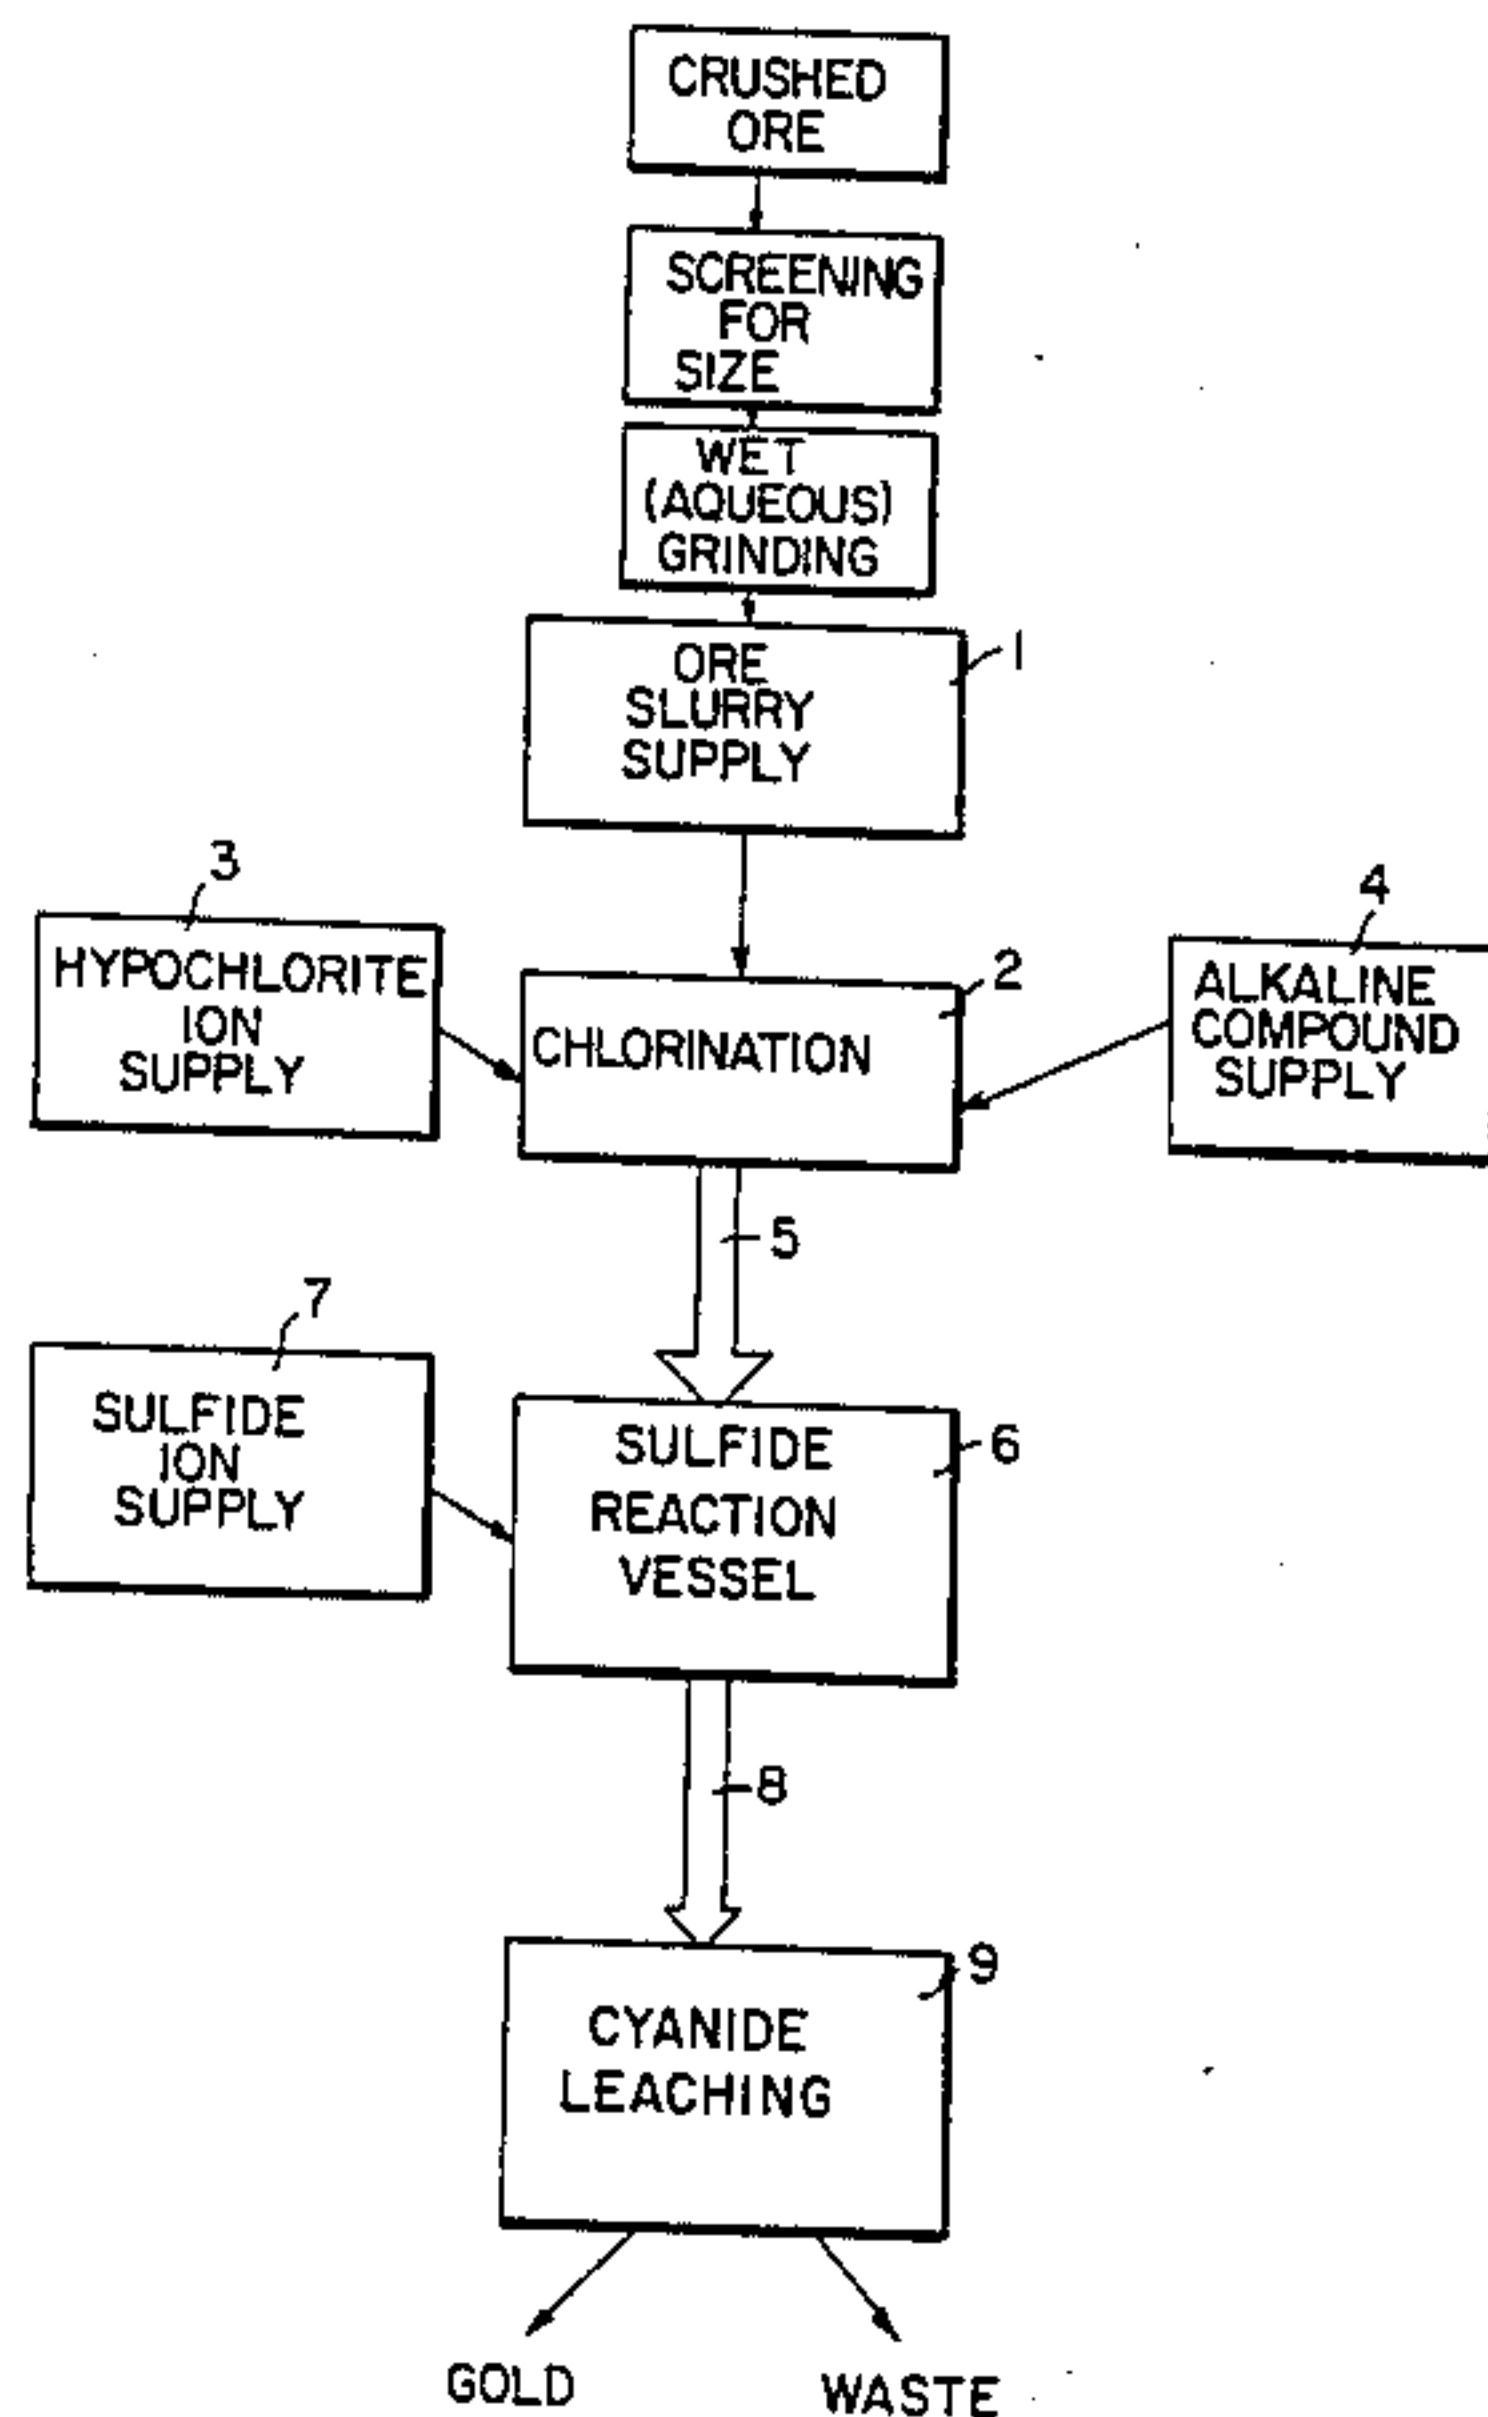 CRUSHED
ORE
SCREENING
FOR
SIZE
WET
(AQUEOUS)
GRINDING
ORE
SLURRY
SUPPLY
1
3
HYPOCHLORITE
ION
SUPPLY
2
CHLORINATION
4
ALKALINE
COMPOUND
SUPPLY
5
7
SULFIDE
ION
SUPPLY
SULFIDE
REACTION
VESSEL
6
8
9
CYANIDE
LEACHING
GOLD
WASTE